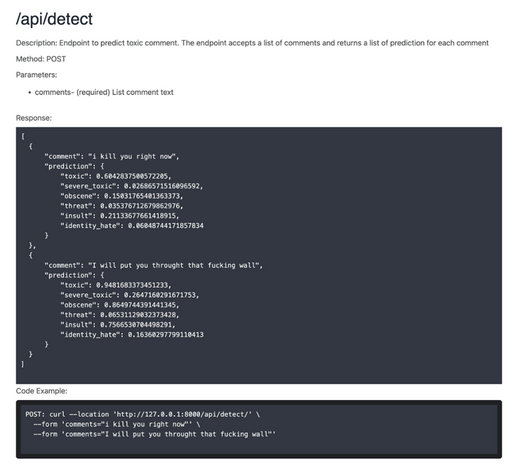 /api/detect
Description: Endpoint to predict toxic comment. The endpoint accepts a list of comments and returns a list of prediction for each comment
Method: POST
Parameters:
• comments- (required) List comment text
Response:
[
{
"comment": "i kill you right now",
"prediction": {
"toxic": 0.6042837500572205,
"severe_toxic": 0.02686571516096592,
"obscene": 0.15031765401363373,
"threat": 0.035376712679862976,
"insult": 0.21133677661418915,
"identity_hate": 0.06048744171857834
}
},
{
"comment": "I will put you throught that fucking wall",
"prediction": {
"toxic": 0.9481683373451233,
"severe_toxic": 0.2647160291671753,
"obscene": 0.8649744391441345,
"threat": 0.06531129032373428,
"insult": 0.7566530704498291,
"identity_hate": 0.16360297799110413
}
}
]
Code Example:
POST: curl --location 'http://127.0.0.1:8000/api/detect/' \
--form 'comments="i kill you right now"' \
--form 'comments="I will put you throught that fucking wall"'